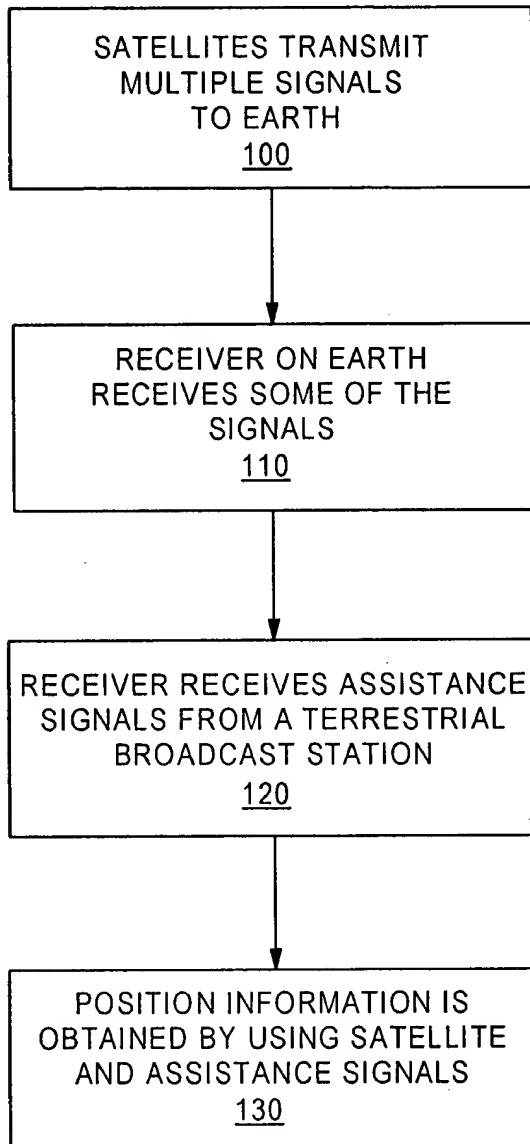 SATELLITES TRANSMIT
MULTIPLE SIGNALS
TO EARTH
100
RECEIVER ON EARTH
RECEIVES SOME OF THE
SIGNALS
110
RECEIVER RECEIVES ASSISTANCE
SIGNALS FROM A TERRESTRIAL
BROADCAST STATION
120
POSITION INFORMATION IS
OBTAINED BY USING SATELLITE
AND ASSISTANCE SIGNALS
130